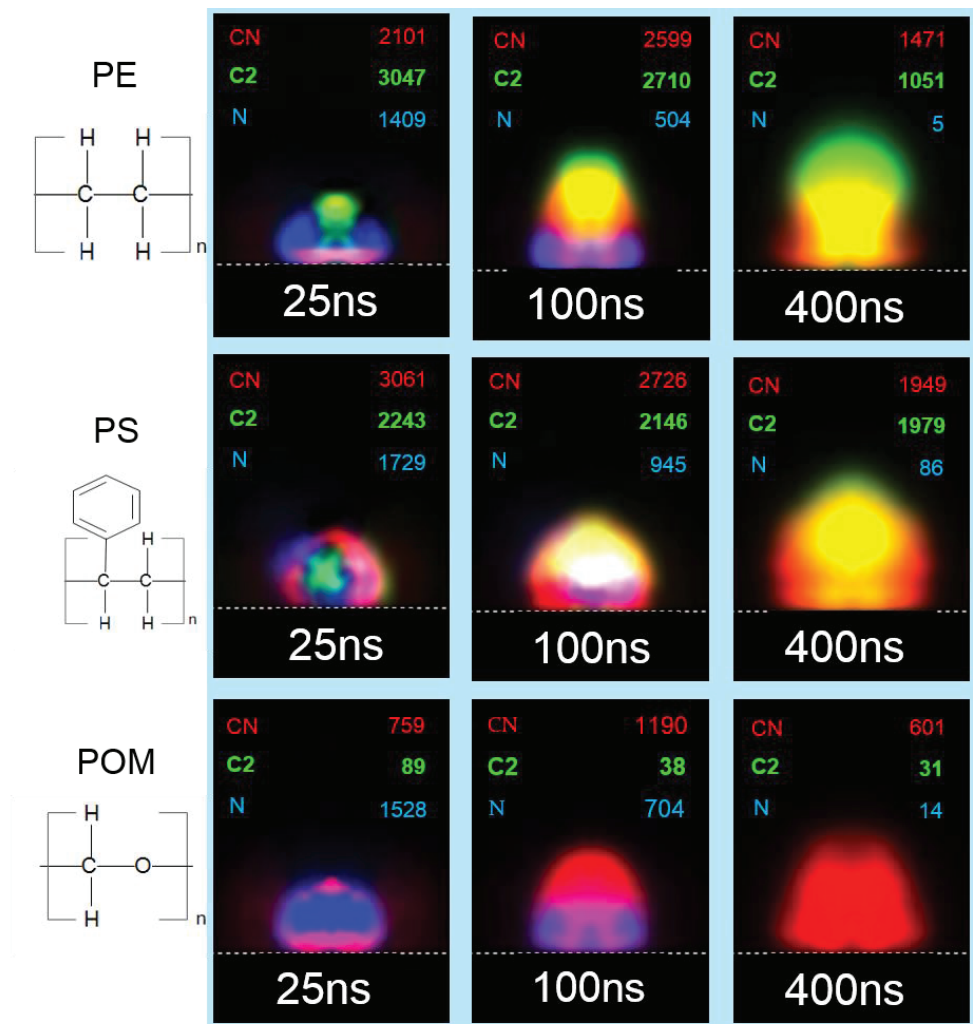 PE
H H
C C
H H
n
CN 2101
C2 3047
N 1409
25ns
CN 2599
C2 2710
N 504
100ns
CN 1471
C2 1051
N 5
400ns
PS
H
C C
H H
n
CN 3061
C2 2243
N 1729
25ns
CN 2726
C2 2146
N 945
100ns
CN 1949
C2 1979
N 86
400ns
POM
H
C O
H
n
CN 759
C2 89
N 1528
25ns
CN 1190
C2 38
N 704
100ns
CN 601
C2 31
N 14
400ns